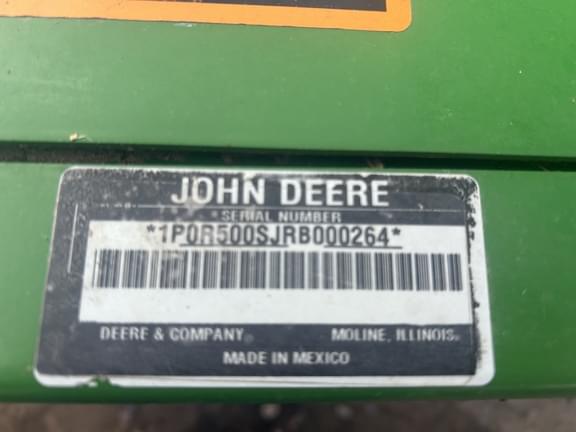 JOHN DEERE
SERIAL NUMBER
*1P0R500SJRB000264*
DEERE & COMPANY MOLINE, ILLINOIS
MADE IN MEXICO